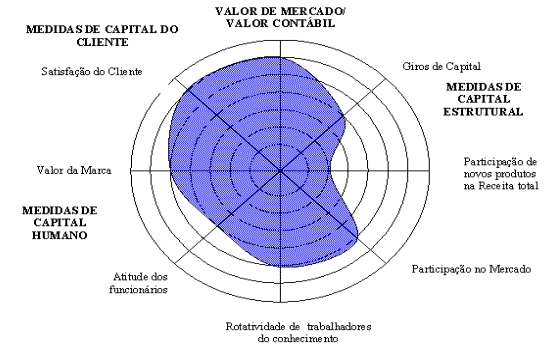 VALOR DE MERCADO/
VALOR CONTÁBIL
MEDIDAS DE CAPITAL DO
CLIENTE
Satisfação do Cliente
Giros de Capital
MEDIDAS DE
CAPITAL
ESTRUTURAL
Valor da Marca
Participação de
novos produtos
na Receita total
MEDIDAS DE
CAPITAL
HUMANO
Atitude dos
funcionários
Participação no Mercado
Rotatividade de trabalhadores
do conhecimento